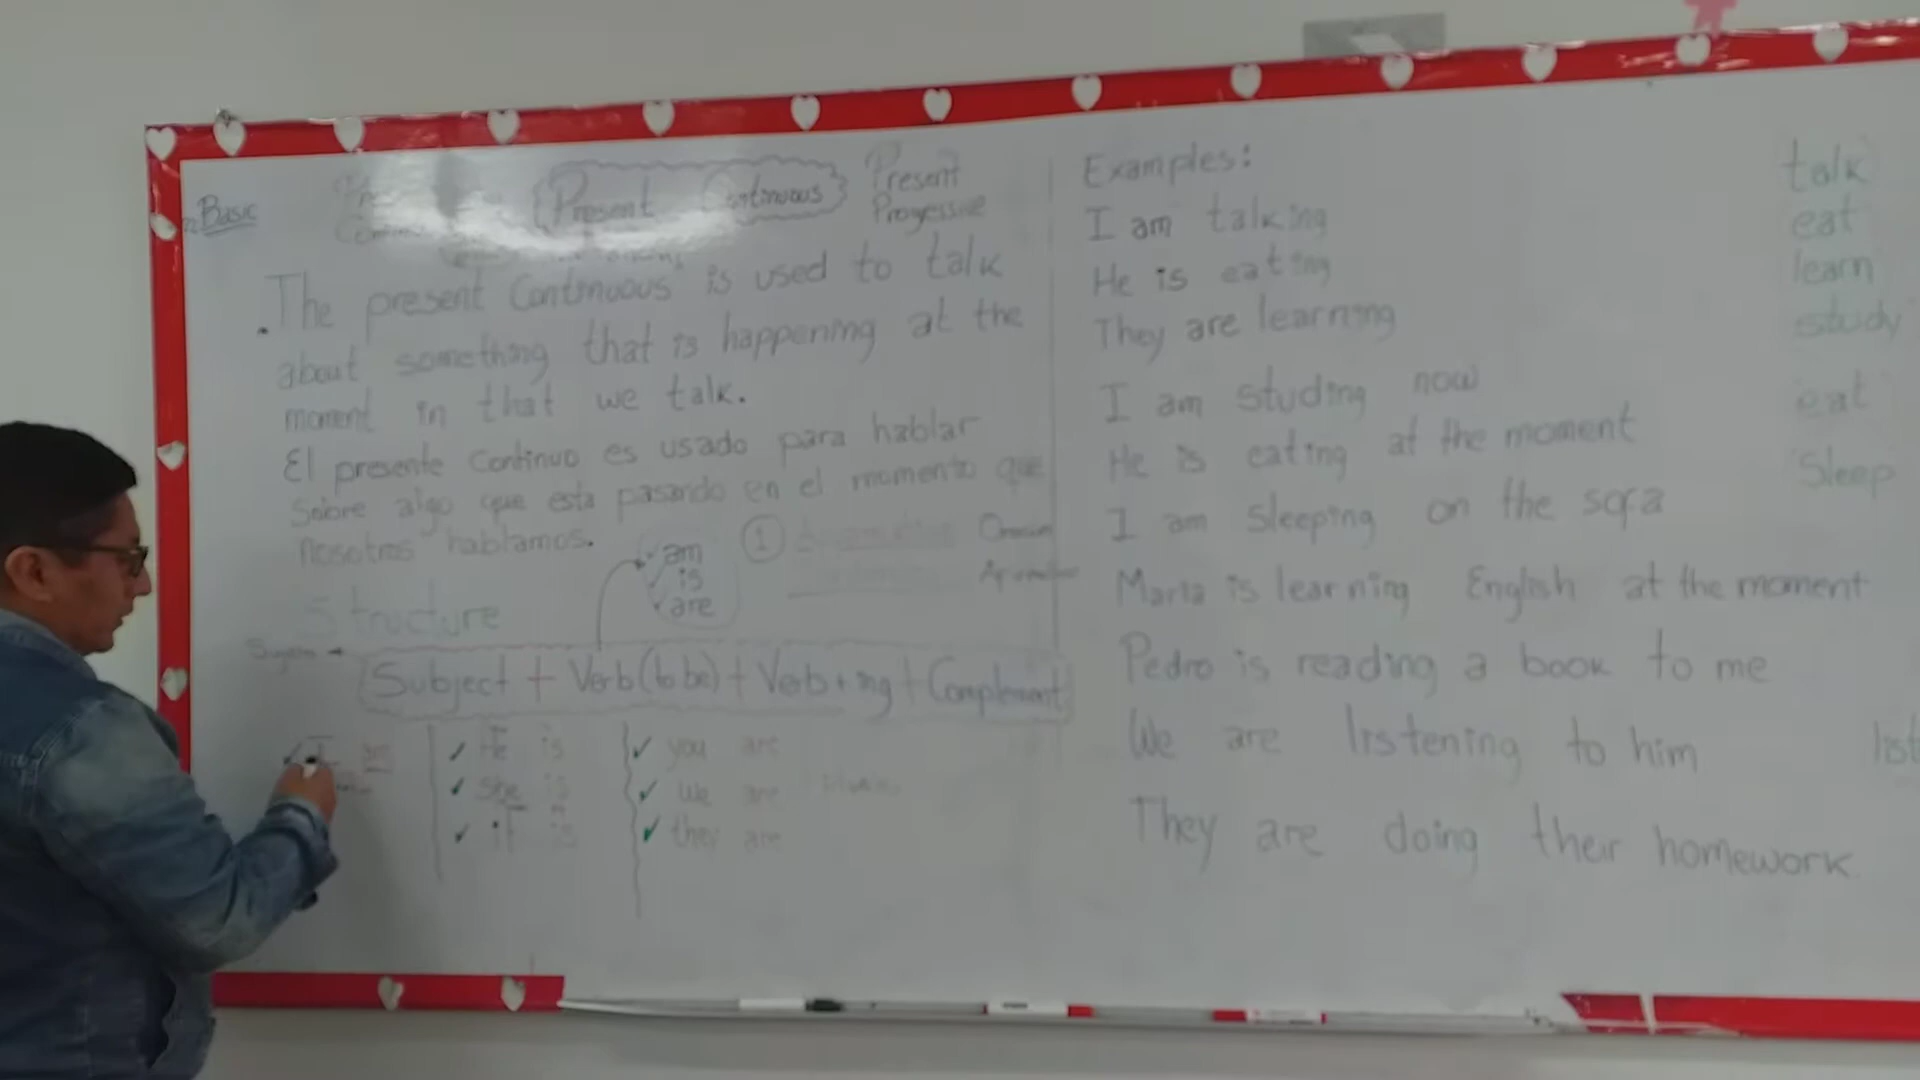 Basic
Present Continuous
Present
Progressive
The present Continuous is used to talk
about something that is happening at the
moment in that we talk.
El presente Continuo es usado para hablar
Sobre algo que esta pasando en el momento que
nosotros hablamos.
am
is
are
1
Structure
Subject + Verb (to be) + Verb + ing + Complement
I am
He is
she is
it is
you are
we are
they are
Examples:
I am talking
He is eating
They are learning
I am studing now
He is eating at the moment
I am sleeping on the sofa
Maria is learning English at the moment
Pedro is reading a book to me
We are listening to him
They are doing their homework
talk
eat
learn
study
eat
Sleep
list